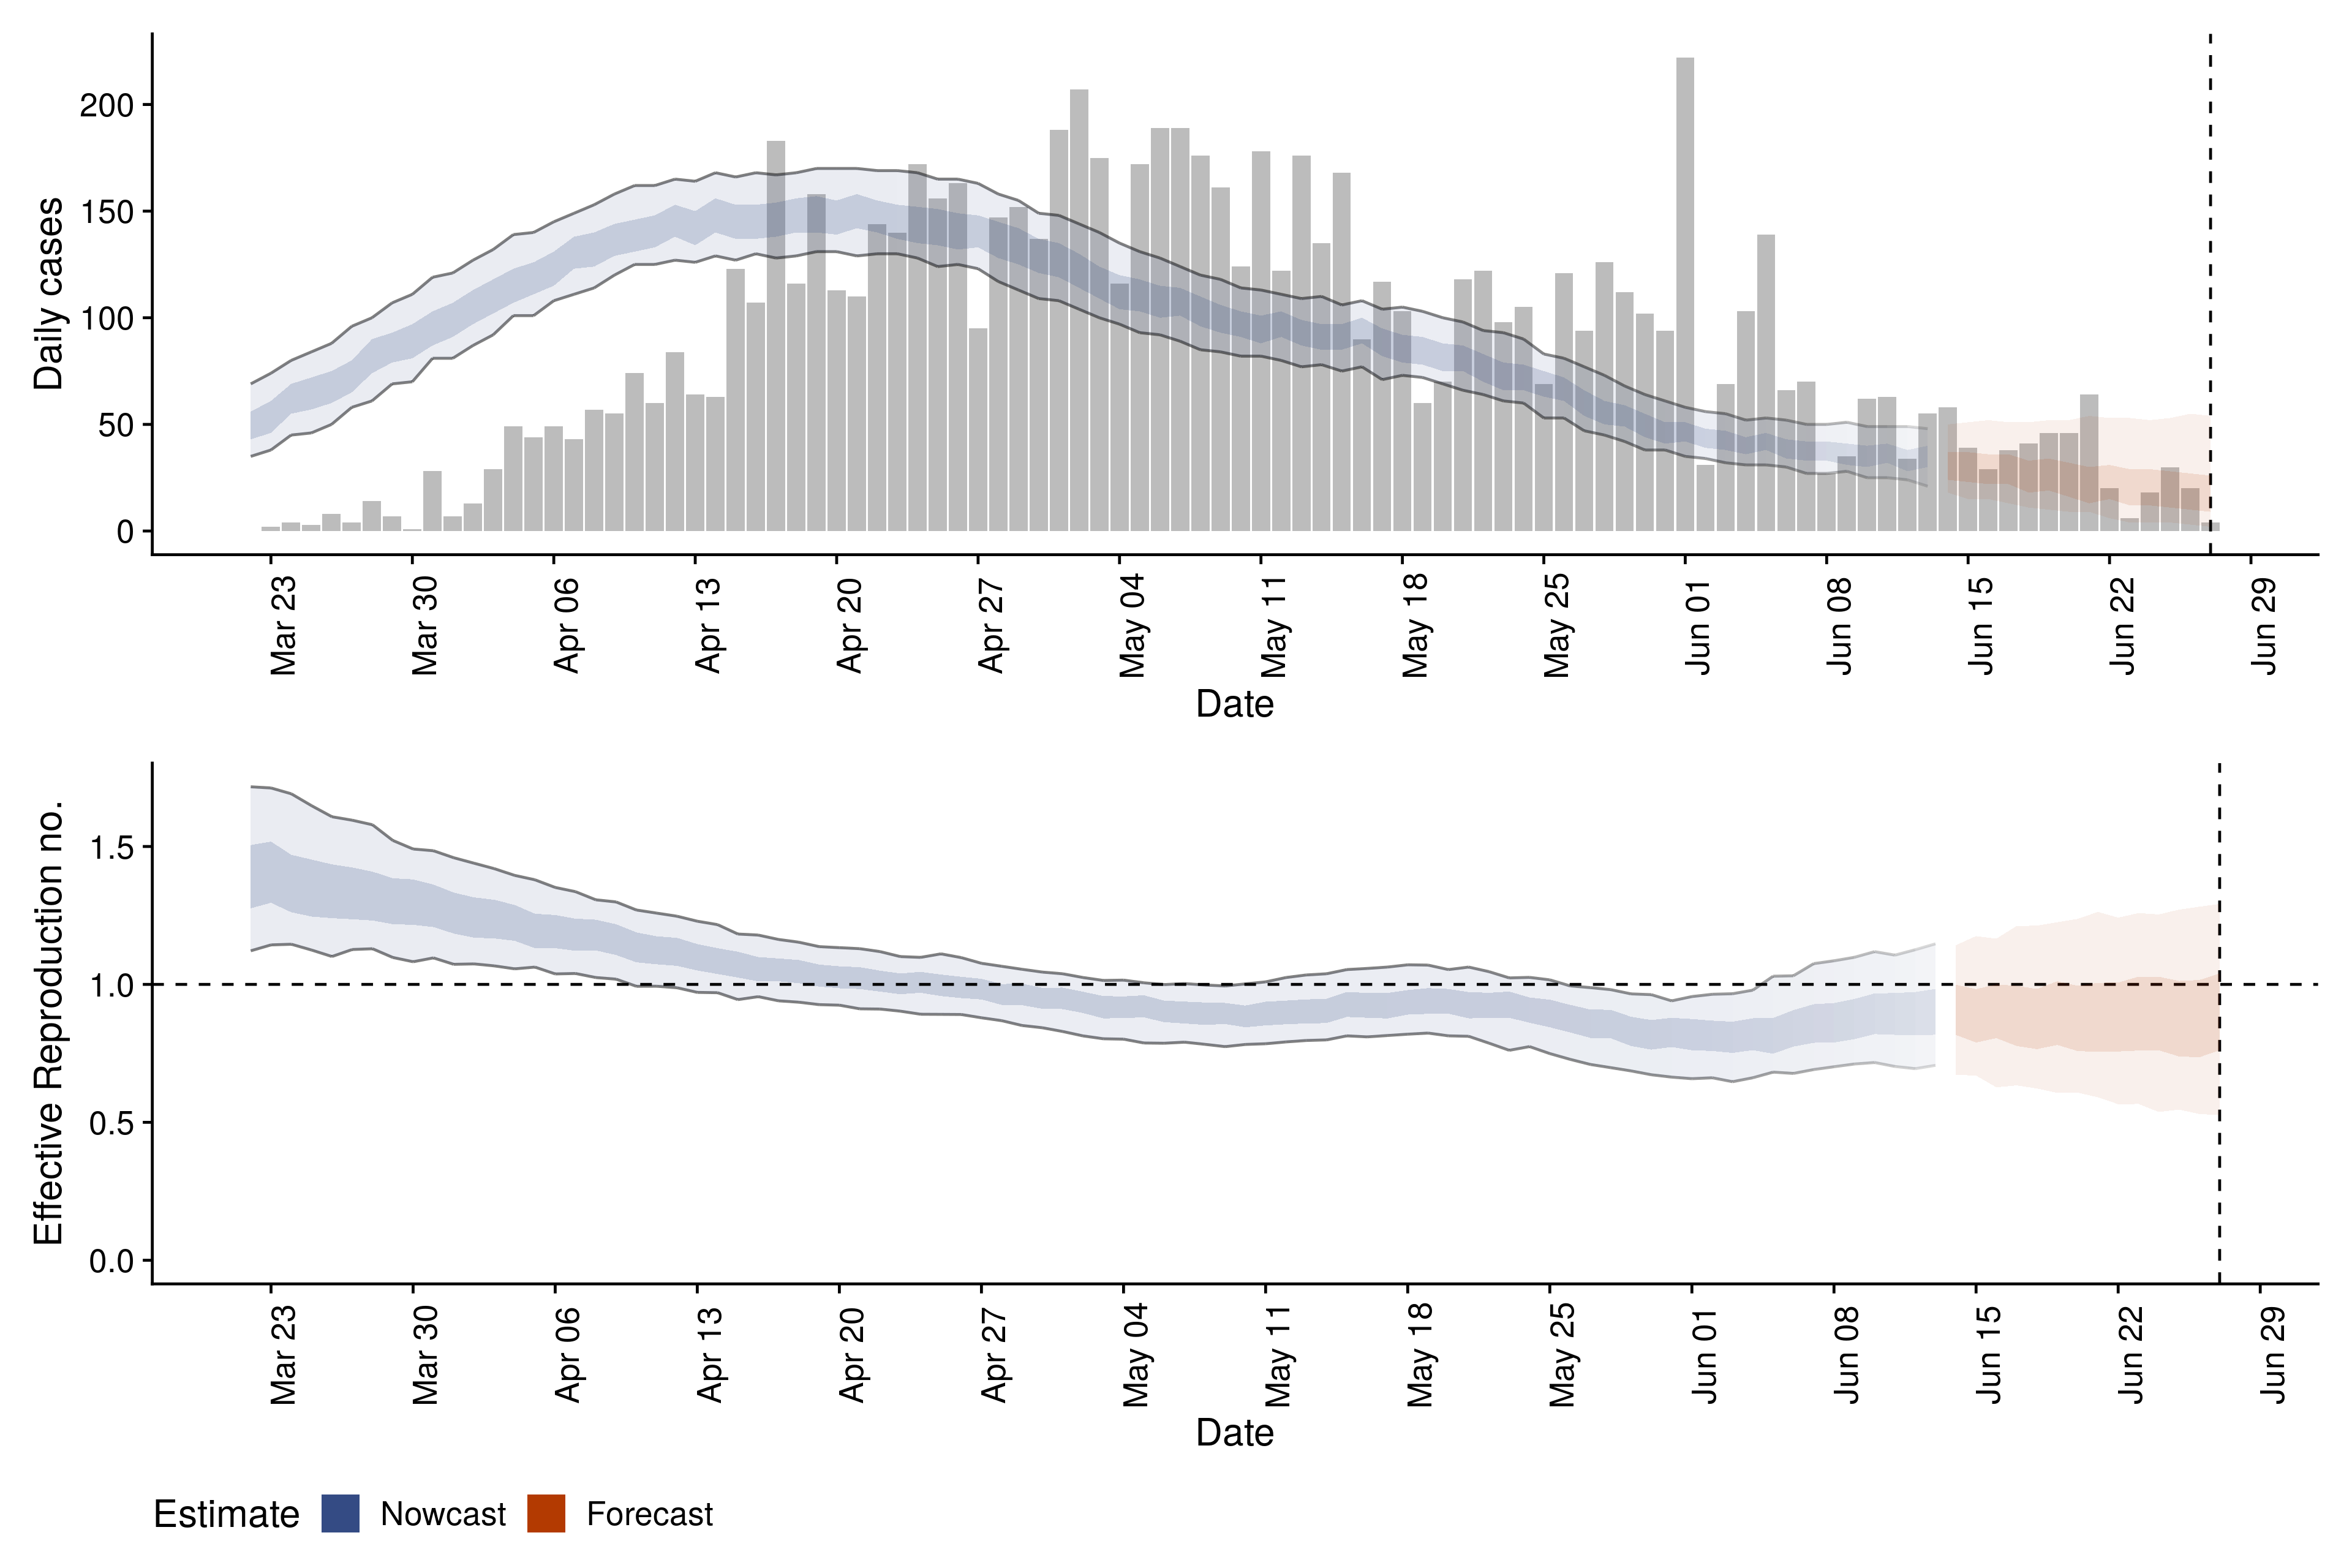 Daily cases
200
150
100
50
0
Mar 23
Mar 30
Apr 06
Apr 13
Apr 20
Apr 27
May 04
May 11
May 18
May 25
Jun 01
Jun 08
Jun 15
Jun 22
Jun 29
Date
Effective Reproduction no.
1.5
1.0
0.5
0.0
Mar 23
Mar 30
Apr 06
Apr 13
Apr 20
Apr 27
May 04
May 11
May 18
May 25
Jun 01
Jun 08
Jun 15
Jun 22
Jun 29
Date
Estimate Nowcast Forecast